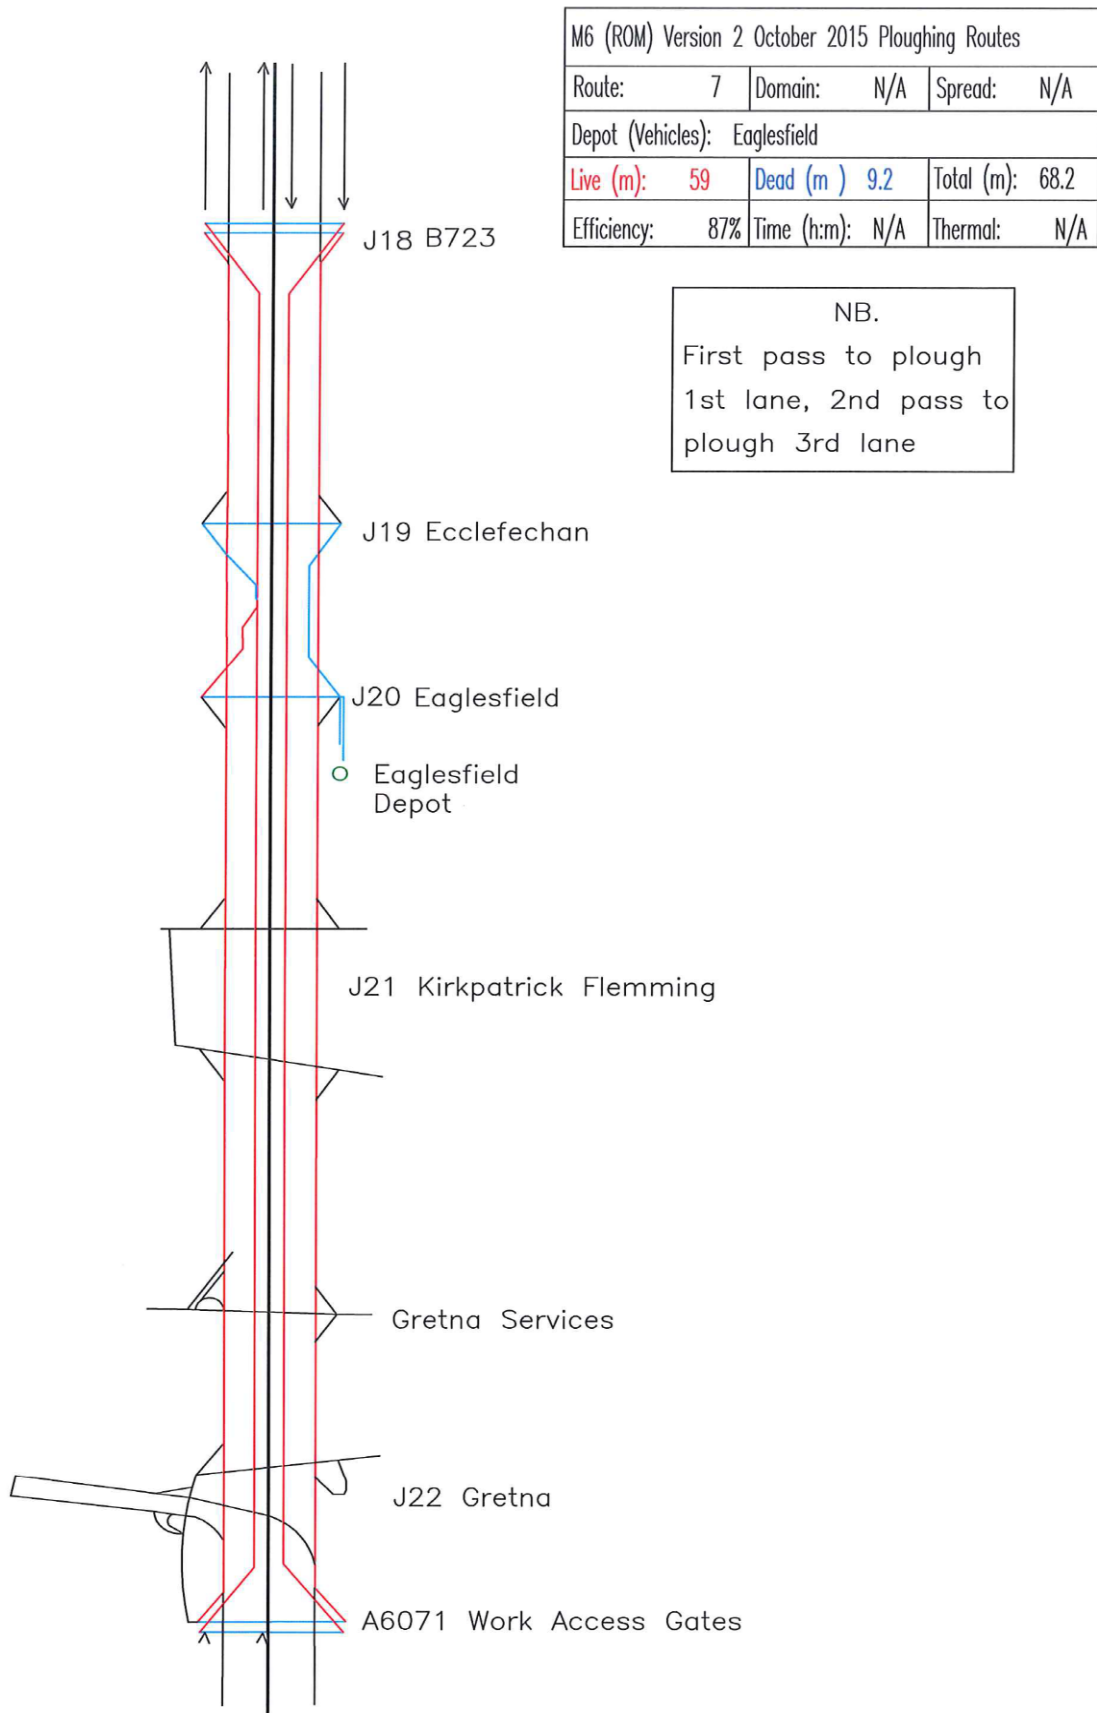 M6 (ROM) Version 2 October 2015 Ploughing Routes
Route: 7 Domain: N/A Spread: N/A
Depot (Vehicles): Eaglesfield
Live (m): 59 Dead (m ) 9.2 Total (m): 68.2
Efficiency: 87% Time (h:m): N/A Thermal: N/A
NB.
First pass to plough
1st lane, 2nd pass to
plough 3rd lane
J18 B723
J19 Ecclefechan
J20 Eaglesfield
Eaglesfield
Depot
J21 Kirkpatrick Flemming
Gretna Services
J22 Gretna
A6071 Work Access Gates